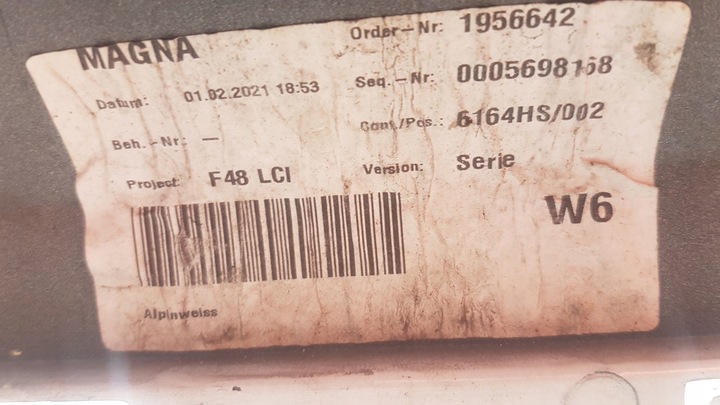 MAGNA Order-Nr: 1956642
Datum: 01.02.2021 18:53 Seq.-Nr: 0005698168
Beh.-Nr: — Cont./Pos.: 6164HS/002
Project: F48 LCI Version: Serie
W6
Alpinweiss